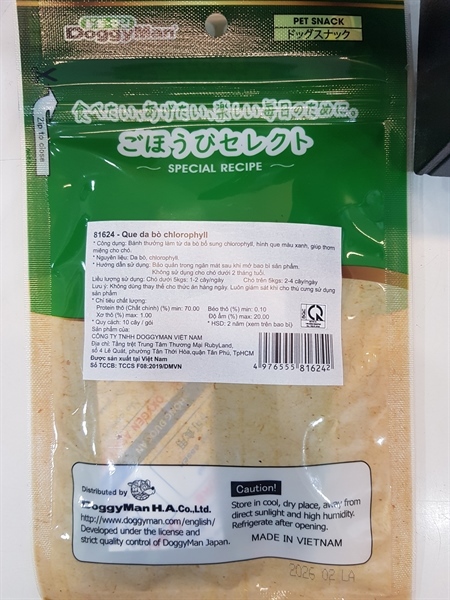 DoggyMan
PET SNACK
ドッグスナック
Zip to close
食べたい、あげたい、楽しい毎日のために。
ごほうびセレクト
SPECIAL RECIPE
81624 - Que da bò chlorophyll
* Công dụng: Bánh thưởng làm từ da bò bổ sung chlorophyll, hình que màu xanh, giúp thơm
miệng cho chó.
* Nguyên liệu: Da bò, chlorophyll.
* Hướng dẫn sử dụng: Bảo quản trong ngăn mát sau khi mở bao bì sản phẩm.
Không sử dụng cho chó dưới 2 tháng tuổi.
Liều lượng sử dụng: Chó dưới 5kgs: 1-2 cây/ngày Chó trên 5kgs: 2-4 cây/ngày
Lưu ý: Không dùng thay thế cho thức ăn hàng ngày. Luôn giám sát khi cho thú cưng sử dụng
sản phẩm.
* Chỉ tiêu chất lượng:
Protein thô (Chất chính) (%) min: 70.00 Béo thô (%) min: 0.10
Xơ thô (%) max: 1.00 Độ ẩm (%) max: 20.00
* Quy cách: 10 cây / gói * HSD: 2 năm (xem trên bao bì)
Sản phẩm của:
CÔNG TY TNHH DOGGYMAN VIET NAM
Địa chỉ: Tầng trệt Trung Tâm Thương Mại RubyLand,
số 4 Lê Quát, phường Tân Thới Hòa, quận Tân Phú, TpHCM
Được sản xuất tại Việt Nam
Số TCCB: TCCS F08:2019/DMVN
4 976555 816242
Distributed by
DoggyMan H.A.Co.,Ltd.
http://www.doggyman.com/english/
Developed under the license and
strict quality control of DoggyMan Japan.
Caution!
Store in cool, dry place, away from
direct sunlight and high humidity.
Refrigerate after opening.
MADE IN VIETNAM
2026 02.LA